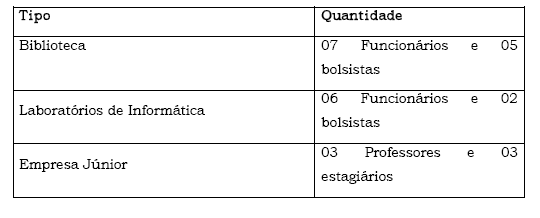 Tipo Quantidade
Biblioteca 07 Funcionários e 05
bolsistas
Laboratórios de Informática 06 Funcionários e 02
bolsistas
Empresa Júnior 03 Professores e 03
estagiários